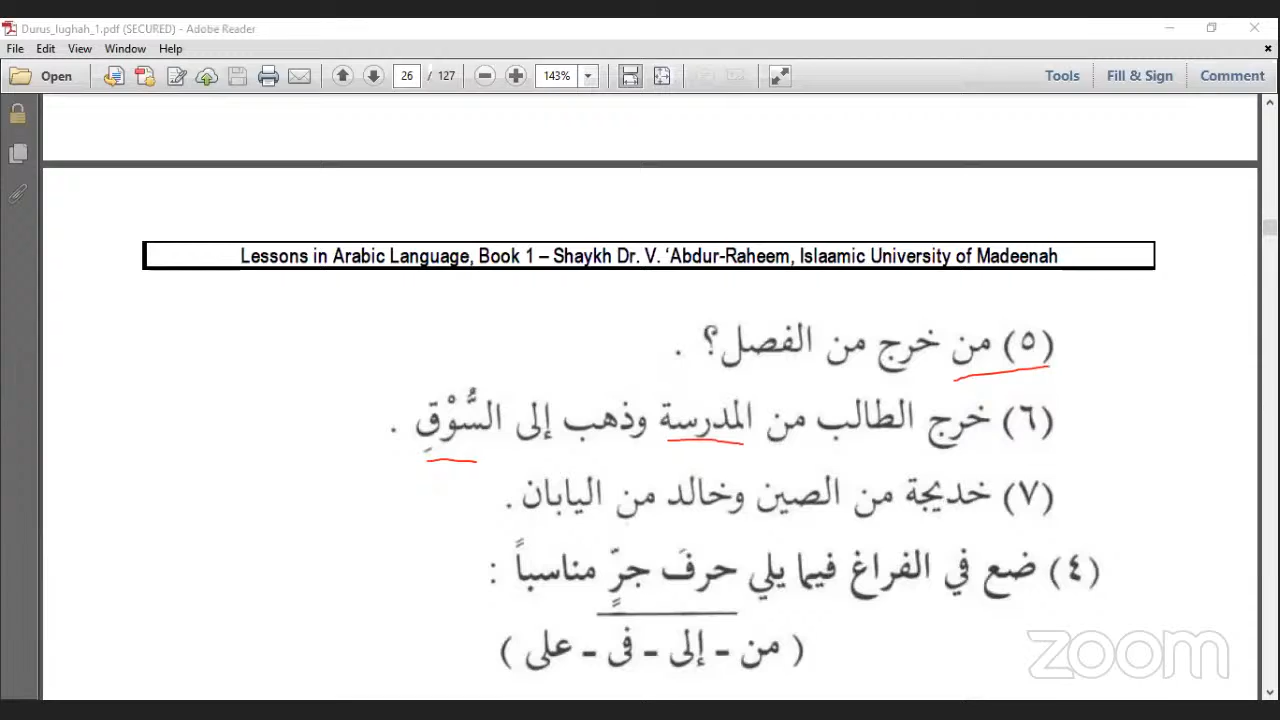 Durus_lughah_1.pdf (SECURED) - Adobe Reader
File Edit View Window Help
Open 26 / 127 143% Tools Fill & Sign Comment
Lessons in Arabic Language, Book 1 – Shaykh Dr. V. ‘Abdur-Raheem, Islaamic University of Madeenah
(٥) من خرج من الفصل؟ .
(٦) خرج الطالب من المدرسة وذهب إلى السُّوْقِ .
(٧) خديجة من الصين وخالد من اليابان.
(٤) ضع في الفراغ فيما يلي حرفَ جرٍّ مناسباً :
( من - إلى - فى - على )
zoom